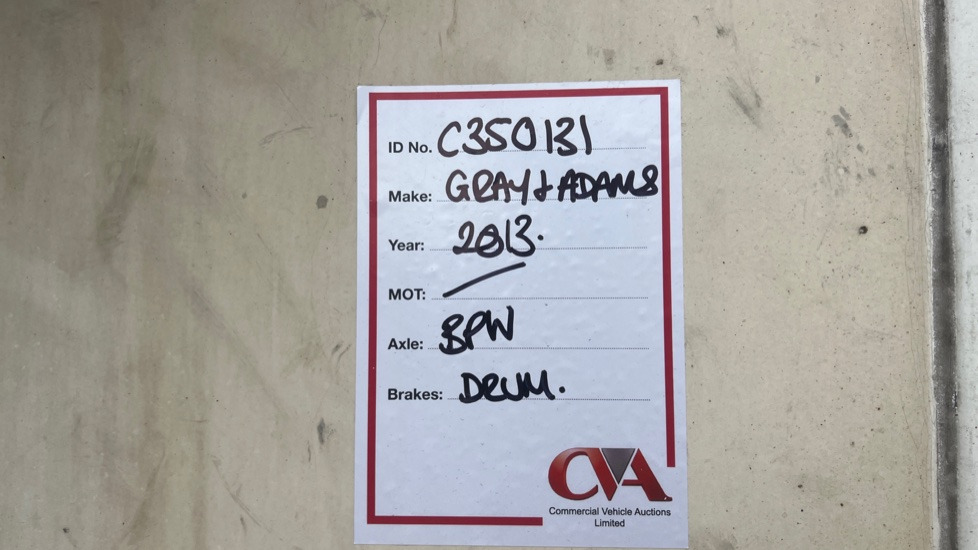 ID No. C350131
Make: GRAY & ADAMS
Year: 2013.
MOT: /
Axle: BPW
Brakes: DRUM.
CVA
Commercial Vehicle Auctions
Limited